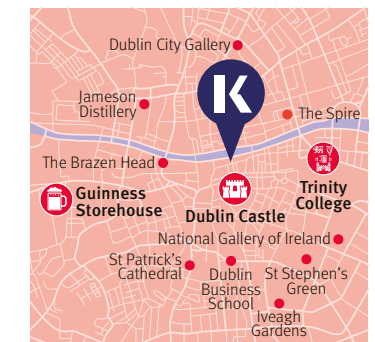 Dublin City Gallery
K
Jameson
Distillery
The Spire
The Brazen Head
Guinness
Storehouse
Trinity
College
Dublin Castle
National Gallery of Ireland
St Patrick's
Cathedral
Dublin
Business
School
St Stephen's
Green
Iveagh
Gardens